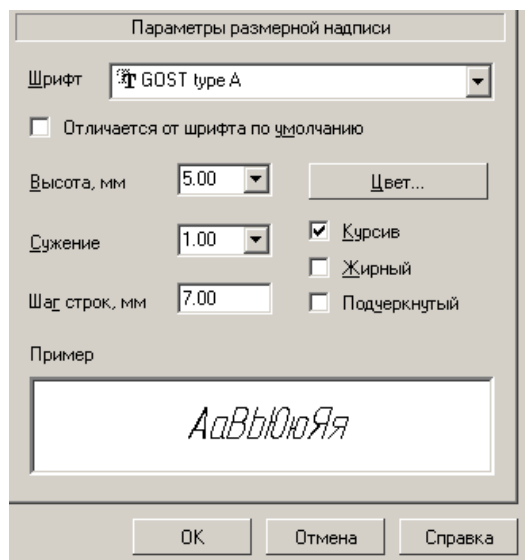 Параметры размерной надписи
Шрифт GOST type A
Отличается от шрифта по умолчанию
Высота, мм 5.00 Цвет...
Сужение 1.00 Курсив
Жирный
Шаг строк, мм 7.00 Подчеркнутый
Пример
АаВЫЮюЯя
OK Отмена Справка